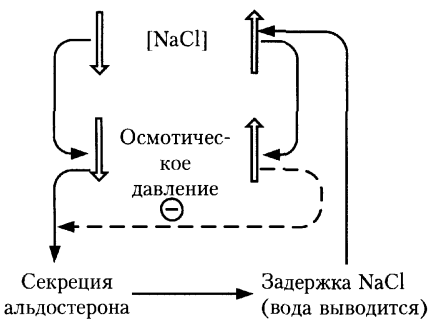 [NaCl]
Осмотичес-
кое
давление
Секреция
альдостерона
Задержка NaCl
(вода выводится)